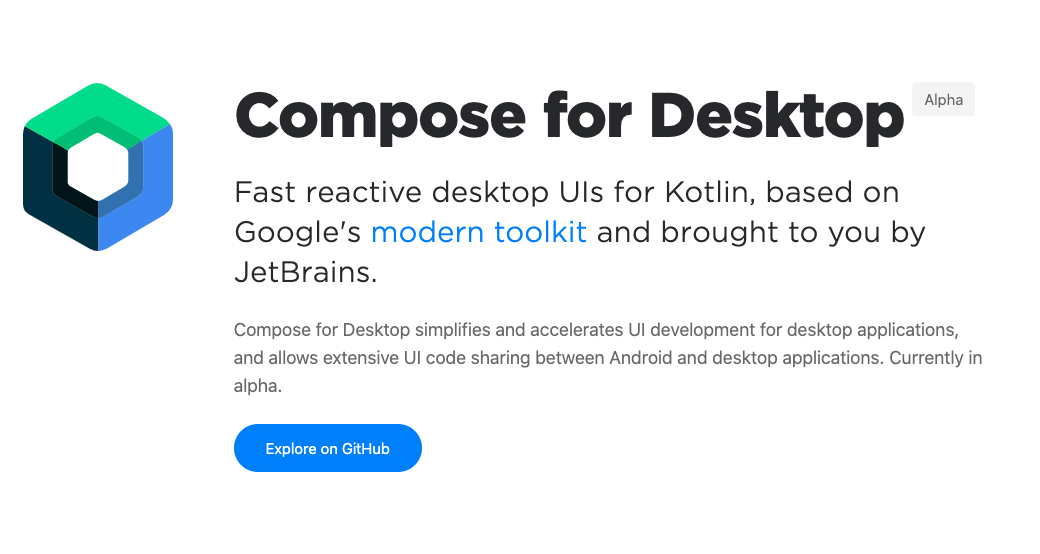 Compose for Desktop Alpha
Fast reactive desktop UIs for Kotlin, based on
Google's modern toolkit and brought to you by
JetBrains.
Compose for Desktop simplifies and accelerates UI development for desktop applications,
and allows extensive UI code sharing between Android and desktop applications. Currently in
alpha.
Explore on GitHub